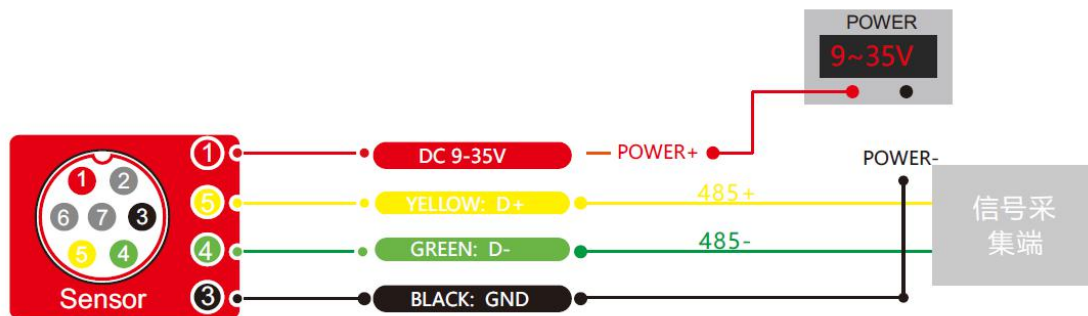 POWER
9~35V
1
DC 9-35V
POWER+
POWER-
1 2
6 7 3
5 4
Sensor
5
YELLOW: D+
485+
4
GREEN: D-
485-
3
BLACK: GND
信号采
集端